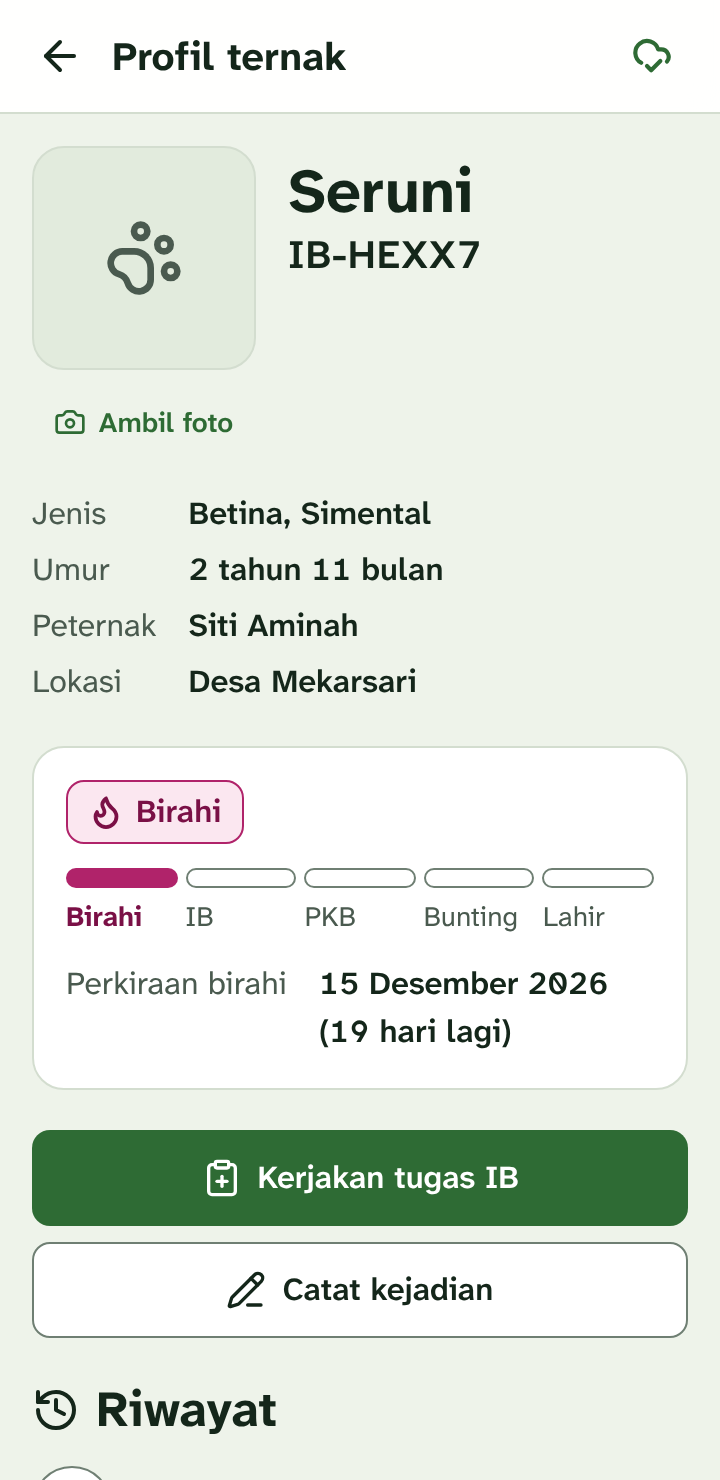 Profil ternak
Seruni
IB-HEXX7
Ambil foto
Jenis Betina, Simental
Umur 2 tahun 11 bulan
Peternak Siti Aminah
Lokasi Desa Mekarsari
Birahi
Birahi IB PKB Bunting Lahir
Perkiraan birahi 15 Desember 2026
(19 hari lagi)
Kerjakan tugas IB
Catat kejadian
Riwayat